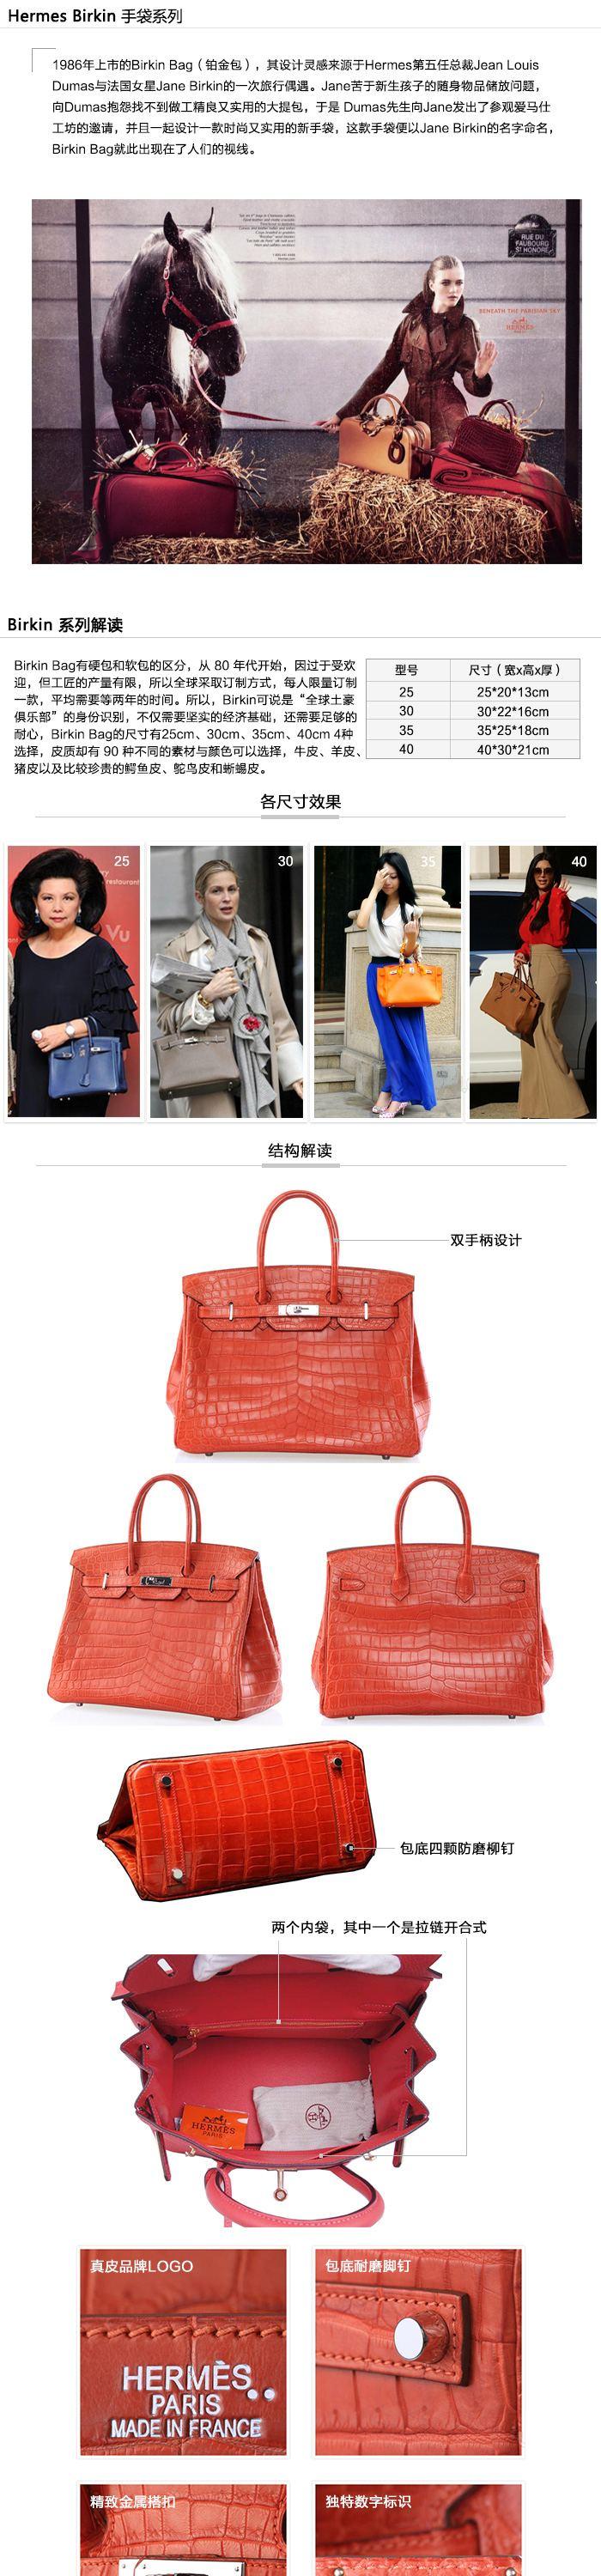 Hermes Birkin 手袋系列
1986年上市的Birkin Bag（铂金包），其设计灵感来源于Hermes第五任总裁Jean Louis
Dumas与法国女星Jane Birkin的一次旅行偶遇。Jane苦于新生孩子的随身物品储放问题，
向Dumas抱怨找不到做工精良又实用的大提包，于是 Dumas先生向Jane发出了参观爱马仕
工坊的邀请，并且一起设计一款时尚又实用的新手袋，这款手袋便以Jane Birkin的名字命名，
Birkin Bag就此出现在了人们的视线。
RUE DU
FAUBOURG
ST HONORÉ
BENEATH THE PARISIAN SKY
HERMES
Birkin 系列解读
Birkin Bag有硬包和软包的区分，从 80 年代开始，因过于受欢
迎，但工匠的产量有限，所以全球采取订制方式，每人限量订制
一款，平均需要等两年的时间。所以，Birkin可说是“全球土豪
俱乐部”的身份识别，不仅需要坚实的经济基础，还需要足够的
耐心，Birkin Bag的尺寸有25cm、30cm、35cm、40cm 4种
选择，皮质却有 90 种不同的素材与颜色可以选择，牛皮、羊皮、
猪皮以及比较珍贵的鳄鱼皮、鸵鸟皮和蜥蜴皮。
型号 尺寸（宽x高x厚）
25 25*20*13cm
30 30*22*16cm
35 35*25*18cm
40 40*30*21cm
各尺寸效果
25
restaurant
Vu
30
35
40
结构解读
双手柄设计
包底四颗防磨柳钉
两个内袋，其中一个是拉链开合式
HERMES
PARIS
真皮品牌LOGO
HERMÈS
PARIS
MADE IN FRANCE
包底耐磨脚钉
精致金属搭扣
独特数字标识